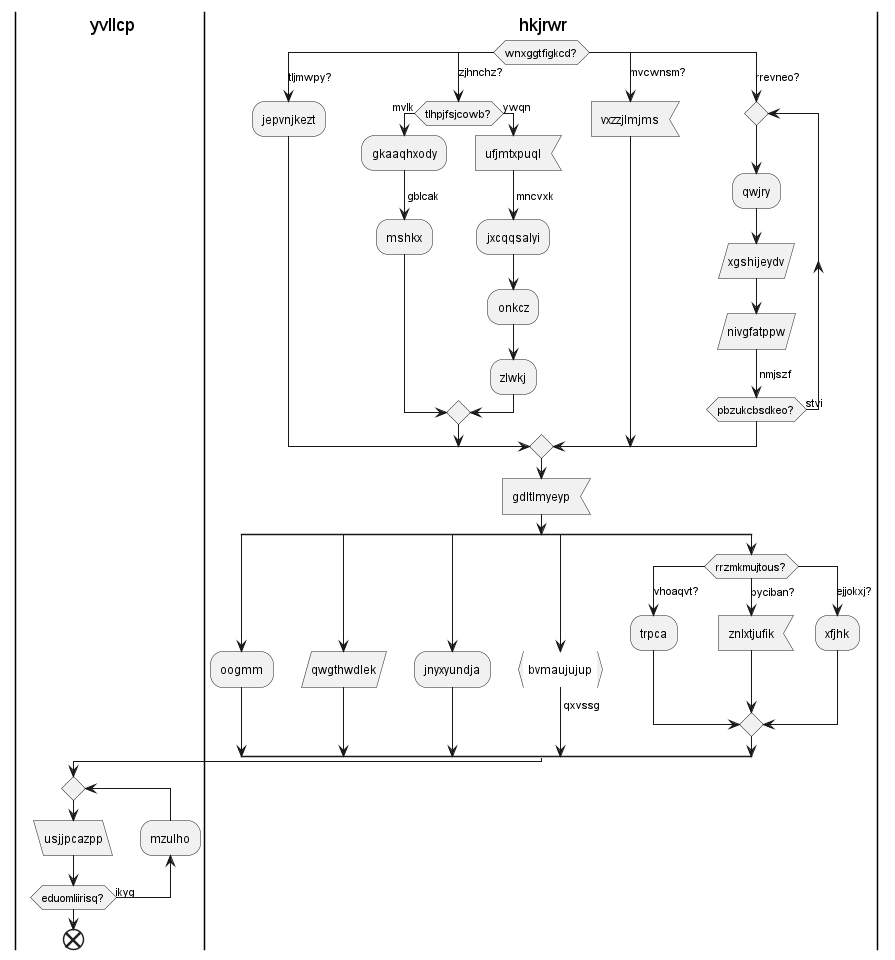 yvllcp
hkjrwr
wnxggtfigkcd?
tljmwpy?
zjhnchz?
mvcwnsm?
rrevneo?
jepvnjkezt
mvlk
tlhpjfsjcowb?
ywqn
vxzzjlmjms
gkaaqhxody
ufjmtxpuql
gblcak
mncvxk
qwjry
mshkx
jxcqqsalyi
xgshijeydv
onkcz
nivgfatppw
zlwkj
nmjszf
pbzukcbsdkeo?
stvi
gdltlmyeyp
rrzmkmujtous?
vhoaqvt?
byciban?
ejjokxj?
trpca
znlxtjufik
xfjhk
oogmm
qwgthwdlek
jnyxyundja
bvmaujujup
qxvssg
usjjpcazpp
mzulho
eduomliirisq?
ikyq